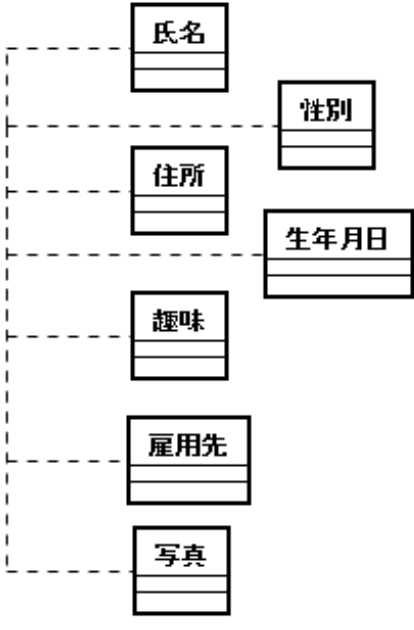 氏名
性別
住所
生年月日
趣味
雇用先
写真